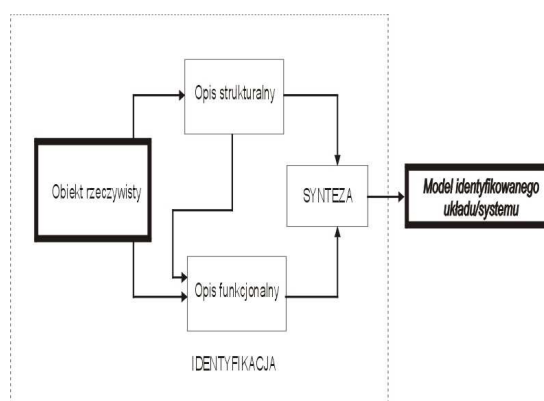 Opis strukturalny
Obiekt rzeczywisty
SYNTEZA
Model identyfikowanego
układu/systemu
Opis funkcjonalny
IDENTYFIKACJA